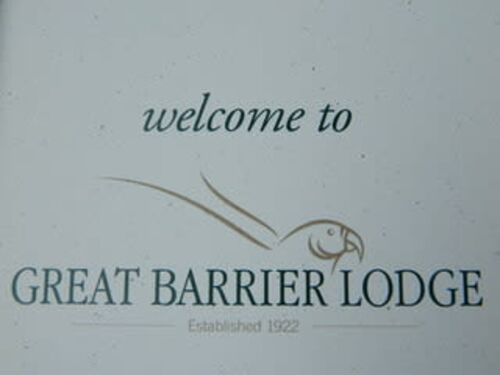 welcome to
GREAT BARRIER LODGE
Established 1922